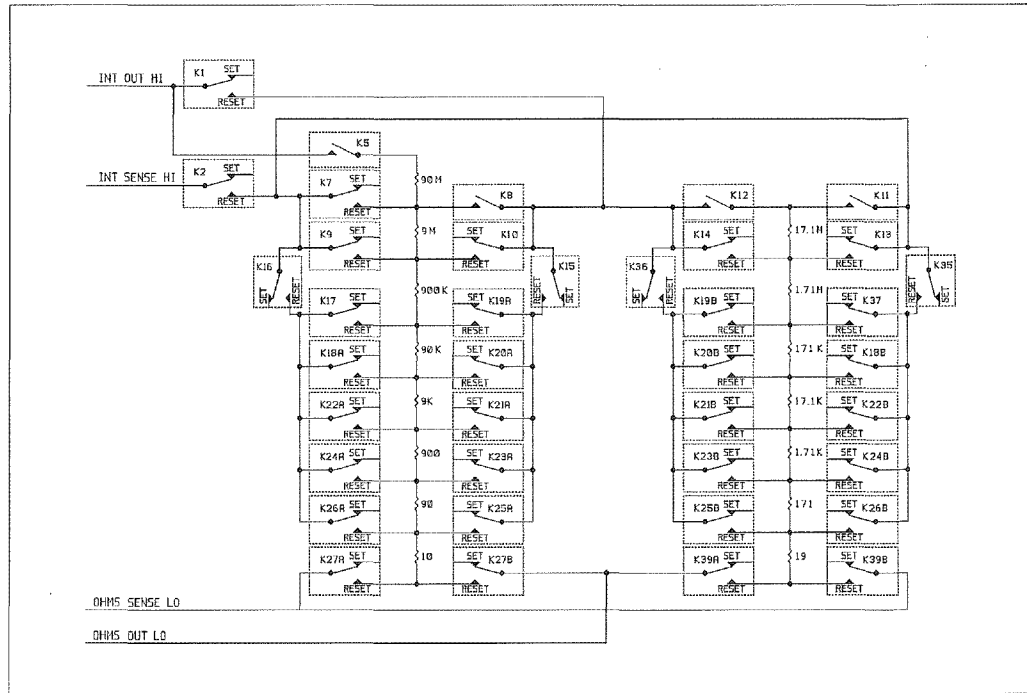 K1 SET
INT OUT HI
RESET
K5
K2 SET
INT SENSE HI
RESET
90M
K7 SET
RESET
K8
K12
K11
9M
K9 SET
RESET
SET K10
RESET
K14 SET
RESET
17.1M
SET K13
RESET
K16
SET
RESET
K15
RESET
SET
K36
SET
RESET
K35
RESET
SET
900K
1.71M
K17 SET
RESET
SET K19A
RESET
K19B SET
RESET
SET K37
RESET
90K
171K
K18A SET
RESET
SET K20A
RESET
K20B SET
RESET
SET K18B
RESET
9K
17.1K
K22A SET
RESET
SET K21A
RESET
K21B SET
RESET
SET K22B
RESET
900
1.71K
K24A SET
RESET
SET K23A
RESET
K23B SET
RESET
SET K24B
RESET
90
171
K26A SET
RESET
SET K25A
RESET
K25B SET
RESET
SET K26B
RESET
10
19
K27A SET
RESET
SET K27B
RESET
K39A SET
RESET
SET K39B
RESET
OHMS SENSE LO
OHMS OUT LO